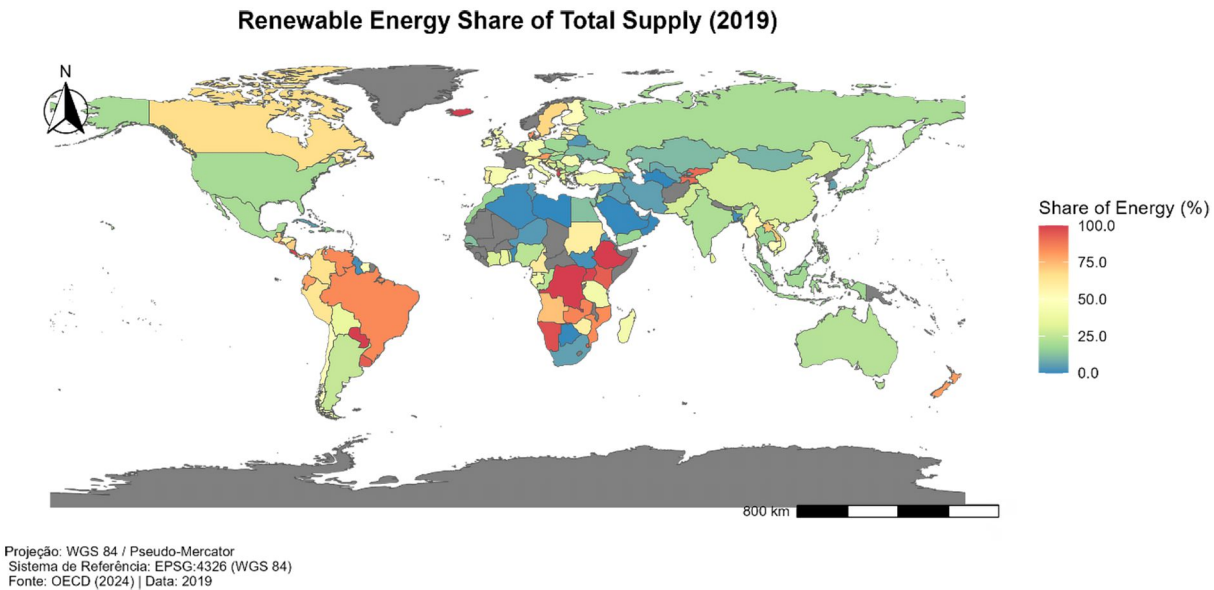 Renewable Energy Share of Total Supply (2019)
N
Share of Energy (%)
100.0
75.0
50.0
25.0
0.0
800 km
Projeção: WGS 84 / Pseudo-Mercator
Sistema de Referência: EPSG:4326 (WGS 84)
Fonte: OECD (2024) | Data: 2019